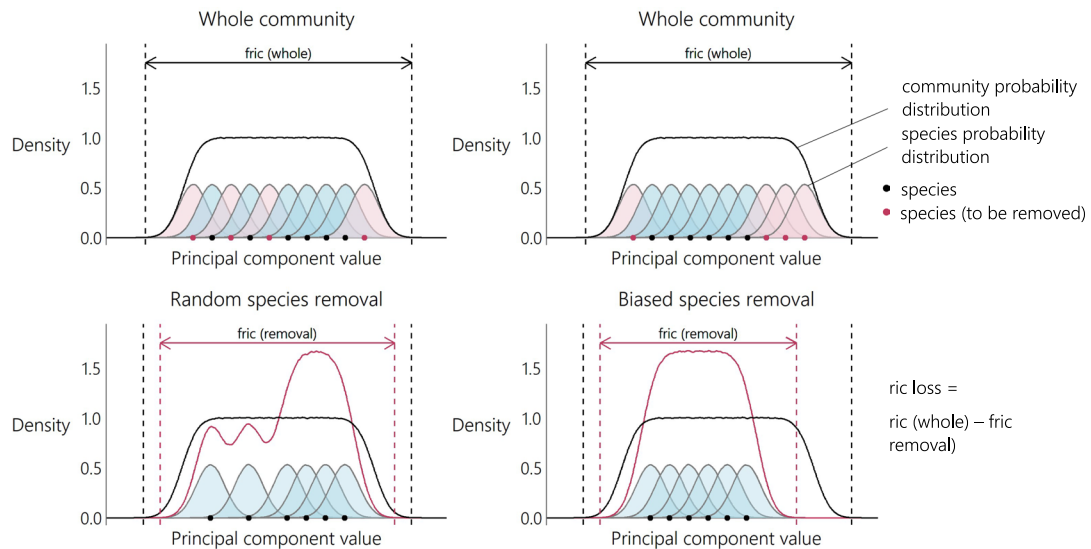 Whole community
fric (whole)
1.5
1.0
0.5
0.0
Density
Principal component value
Whole community
fric (whole)
1.5
1.0
0.5
0.0
Density
Principal component value
community probability
distribution
species probability
distribution
species
species (to be removed)
Random species removal
fric (removal)
1.5
1.0
0.5
0.0
Density
Principal component value
Biased species removal
fric (removal)
1.5
1.0
0.5
0.0
Density
Principal component value
ric loss =
ric (whole) – fric
removal)